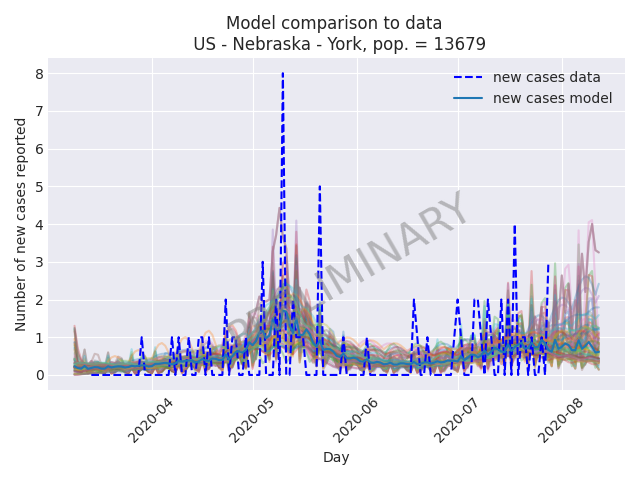 Model comparison to data
US - Nebraska - York, pop. = 13679
new cases data
new cases model
PRELIMINARY
Number of new cases reported
8
7
6
5
4
3
2
1
0
2020-04
2020-05
2020-06
2020-07
2020-08
Day